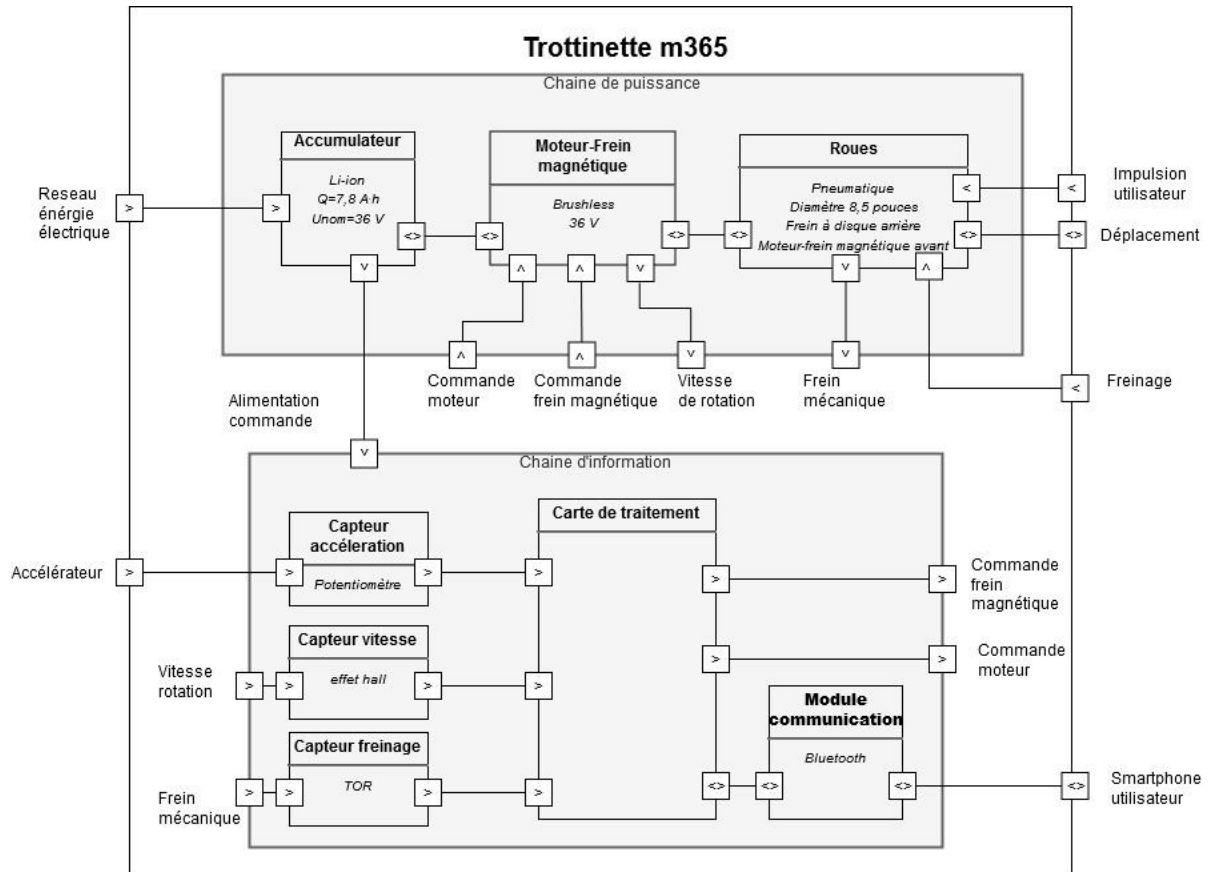 Trottinette m365
Chaine de puissance
Accumulateur
Li-ion
Q=7,8 A·h
Unom=36 V
Moteur-Frein
magnétique
Brushless
36 V
Roues
Pneumatique
Diamètre 8,5 pouces
Frein à disque arrière
Moteur-frein magnétique avant
Reseau
énérgie
électrique
Impulsion
utilisateur
Déplacement
Freinage
Commande
moteur
Commande
frein magnétique
Vitesse
de rotation
Frein
mécanique
Alimentation
commande
Chaine d'information
Capteur
accéleration
Potentiomètre
Carte de traitement
Accélérateur
Capteur vitesse
effet hall
Vitesse
rotation
Capteur freinage
TOR
Frein
mécanique
Module
communication
Bluetooth
Commande
frein
magnétique
Commande
moteur
Smartphone
utilisateur